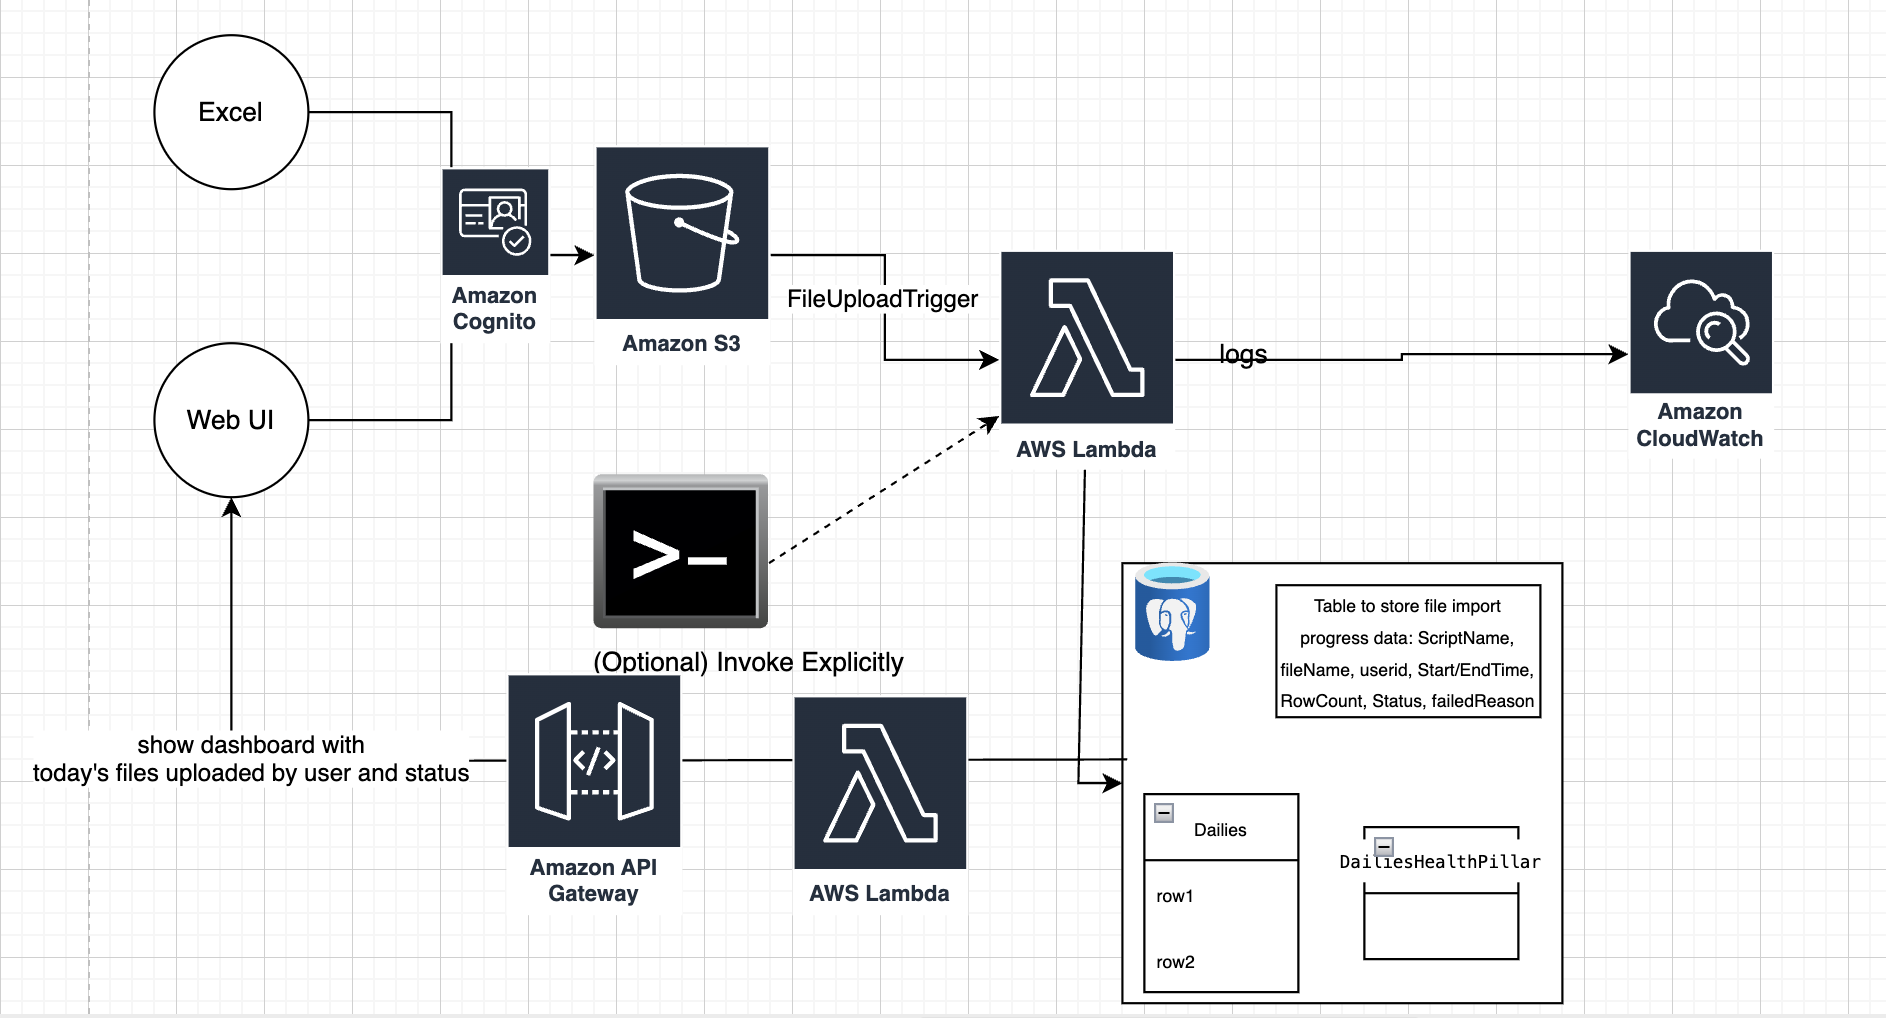 Excel
Amazon
Cognito
Amazon S3
FileUploadTrigger
AWS Lambda
logs
Amazon
CloudWatch
Web UI
>_
(Optional) Invoke Explicitly
show dashboard with
today's files uploaded by user and status
</>
Amazon API
Gateway
AWS Lambda
Table to store file import
progress data: ScriptName,
fileName, userid, Start/EndTime,
RowCount, Status, failedReason
Dailies
row1
row2
DailiesHealthPillar